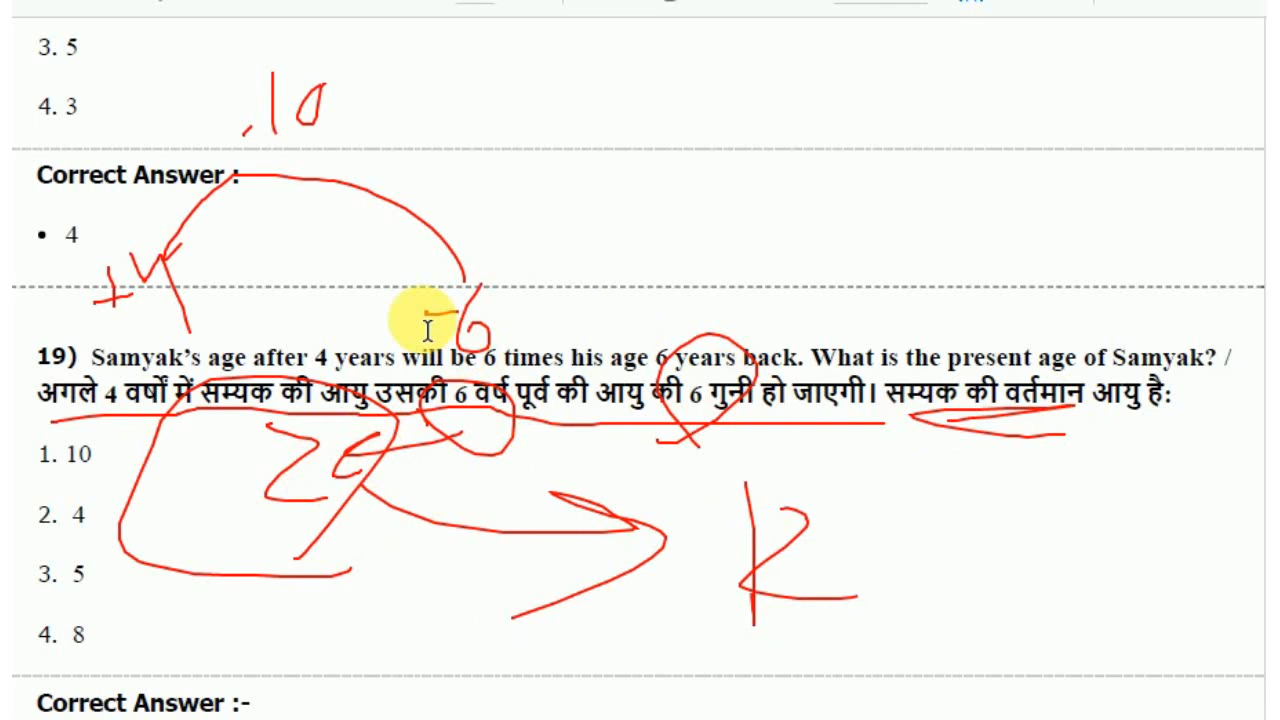 3. 5
4. 3
.10
Correct Answer :
• 4
+4
-6
19) Samyak's age after 4 years will be 6 times his age 6 years back. What is the present age of Samyak? /
अगले 4 वर्षों में सम्यक की आयु उसकी 6 वर्ष पूर्व की आयु की 6 गुनी हो जाएगी। सम्यक की वर्तमान आयु है:
1. 10
2. 4
3. 5
4. 8
Correct Answer :-